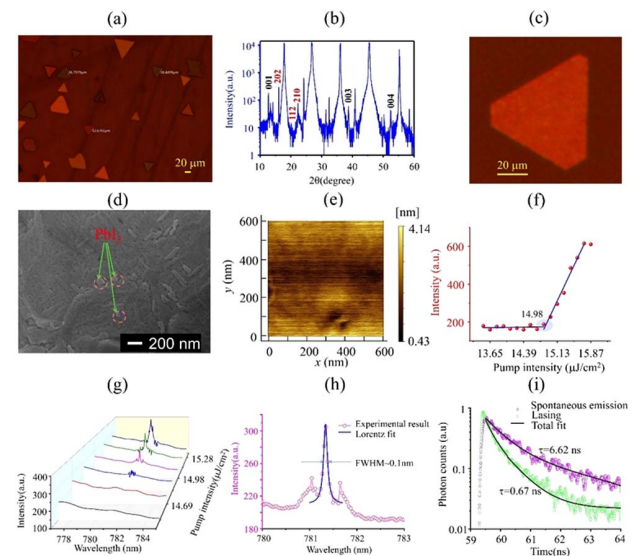 (a)
(b)
(c)
20 μm
Intensity(a.u.)
10⁴
10³
10²
10
1
001
202
112
210
003
004
10 20 30 40 50 60
2θ(degree)
20 μm
(d)
(e)
(f)
PbI₂
200 nm
y (nm)
600
400
200
0
0 200 400 600
x (nm)
[nm]
4.14
0.43
Intensity (a.u.)
600
400
200
14.98
13.65 14.39 15.13 15.87
Pump intensity (μJ/cm²)
(g)
(h)
(i)
Intensity(a.u.)
400
300
200
100
778 780 782 784
Wavelength (nm)
14.69
14.98
15.28
Pump intensity(μJ/cm²)
Intensity(a.u.)
300
270
240
210
180
Experimental result
Lorentz fit
FWHM~0.1nm
780 781 782 783
Wavelength (nm)
Photon counts (a.u)
1
0.1
0.01
Spontaneous emission
Lasing
Total fit
τ=6.62 ns
τ=0.67 ns
59 60 61 62 63 64
Time(ns)